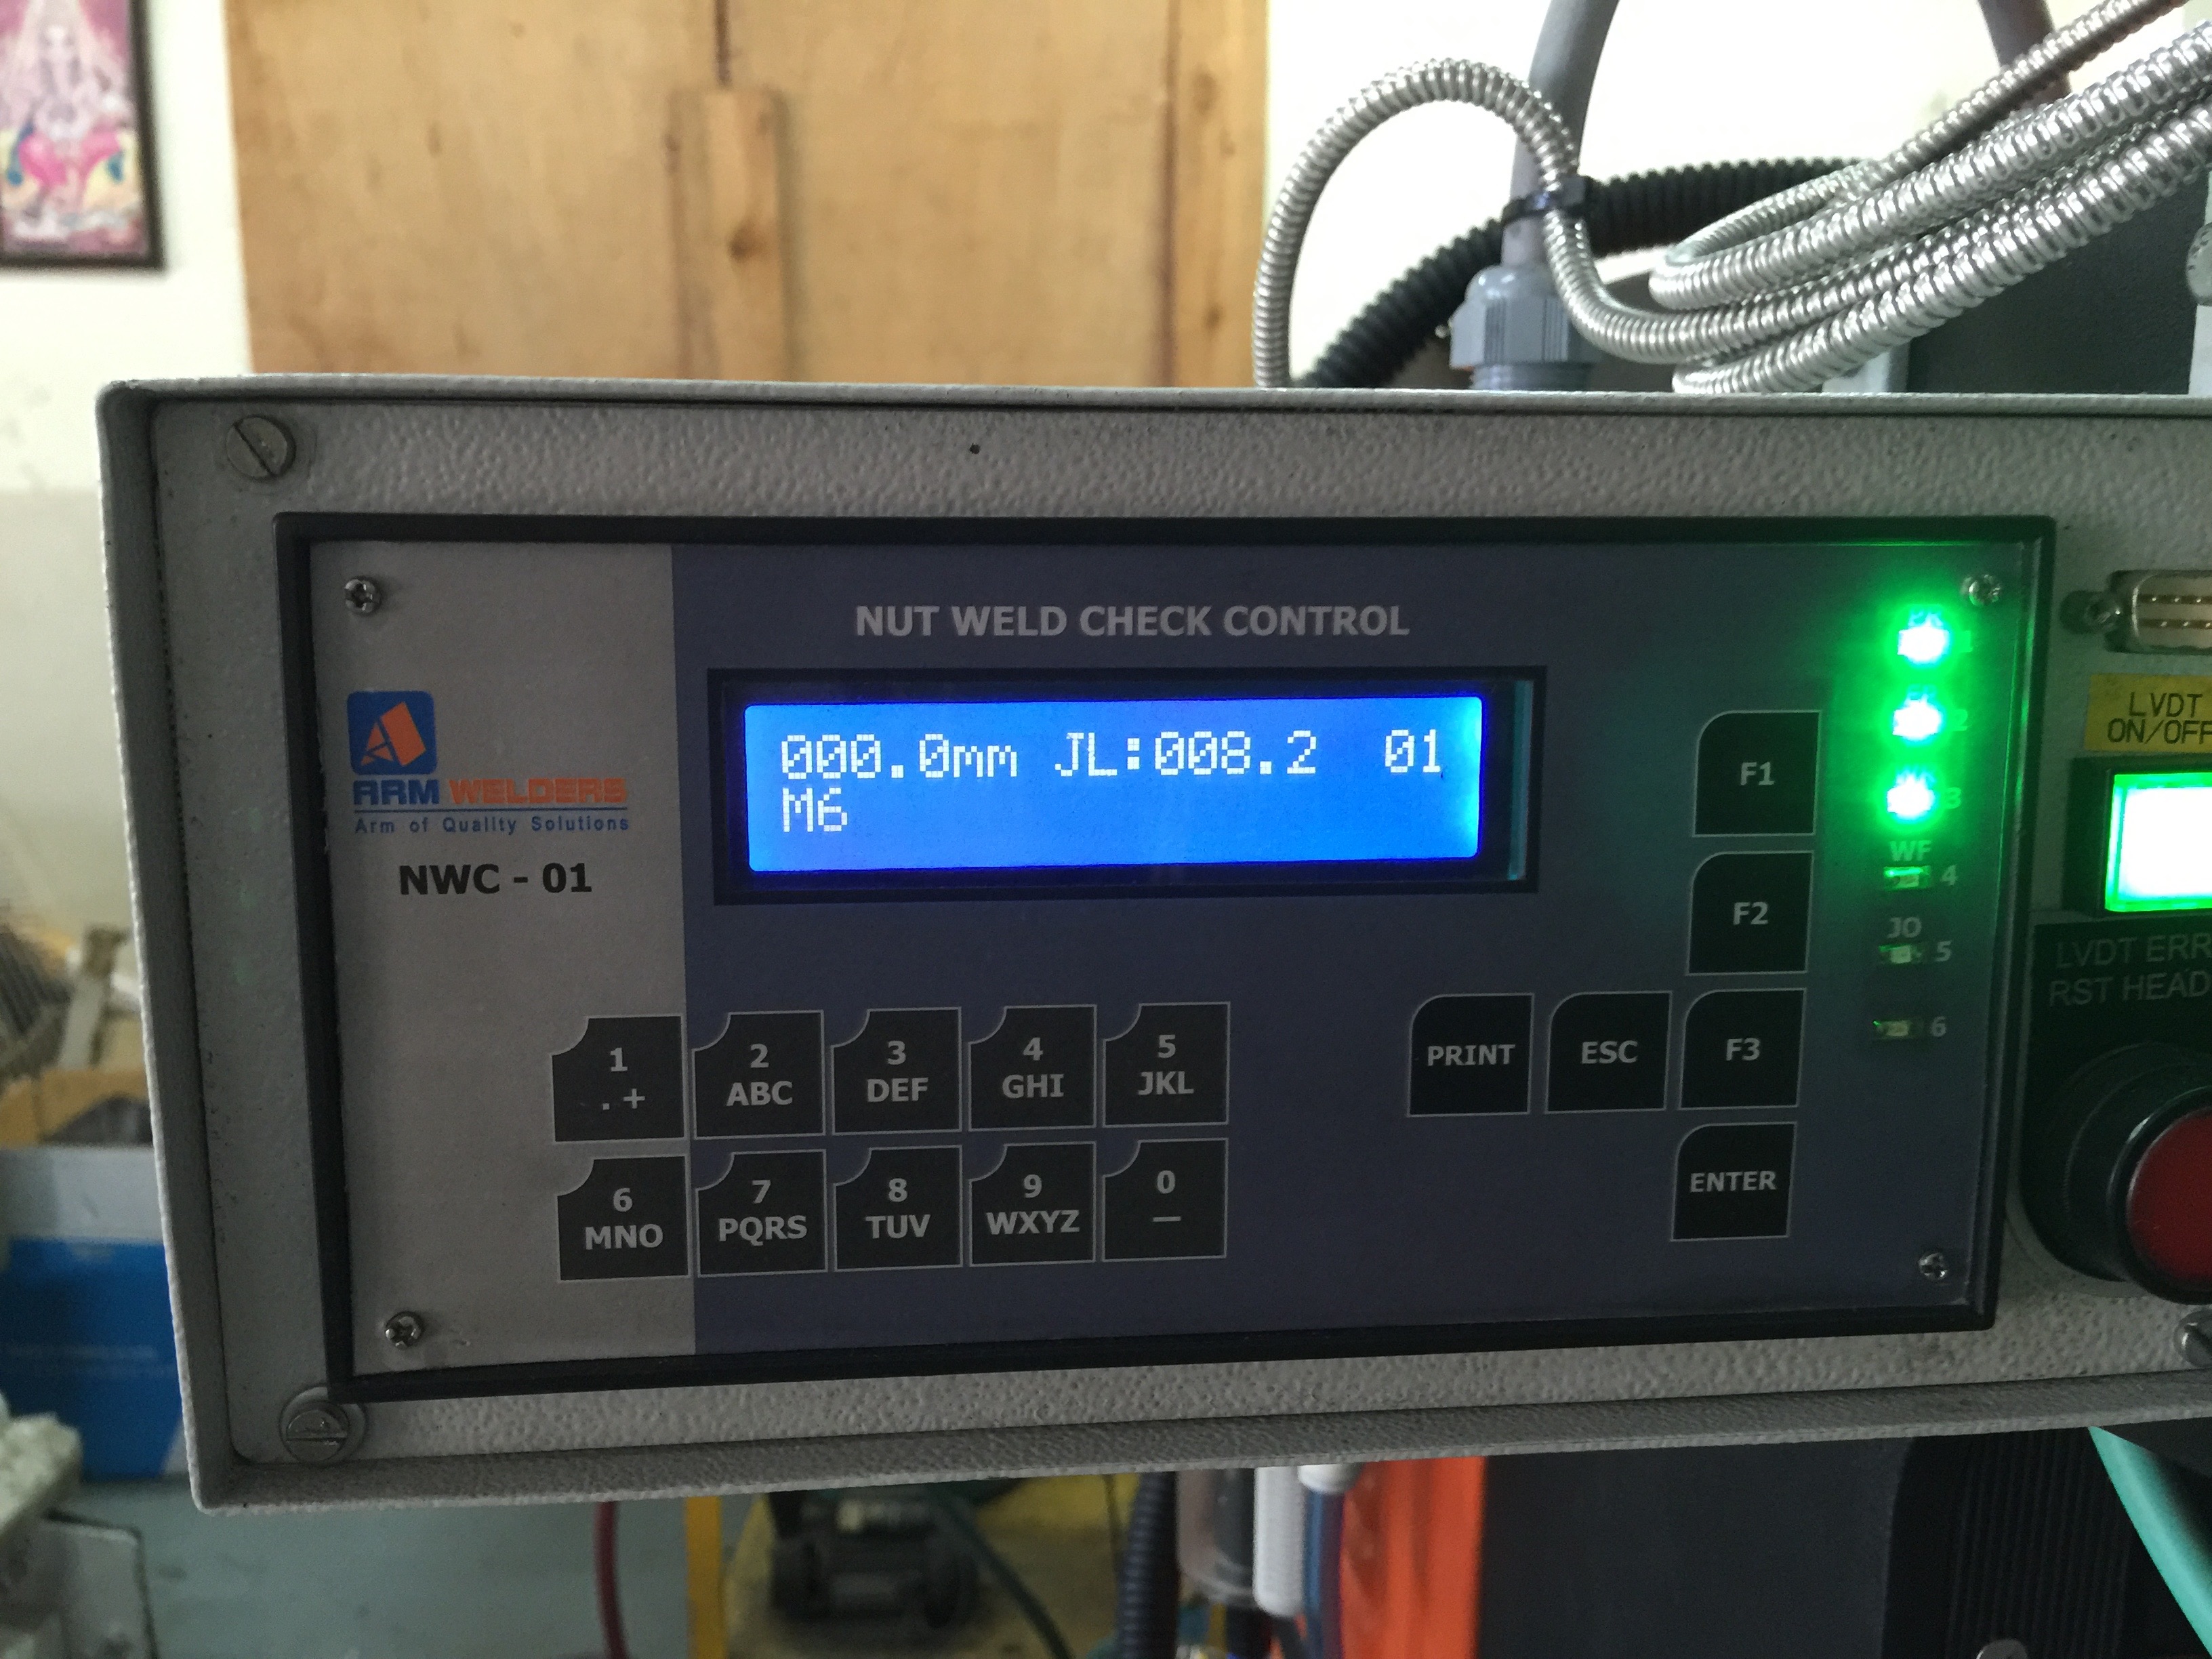 NUT WELD CHECK CONTROL
000.0mm JL:008.2 01
M6
ARM WELDERS
Arm of Quality Solutions
NWC - 01
F1
F2
F3
PRINT
ESC
ENTER
1
. +
2
ABC
3
DEF
4
GHI
5
JKL
6
MNO
7
PQRS
8
TUV
9
WXYZ
0
—
2
3
WF
4
JO
5
6
LVDT
ON/OFF
LVDT ERR
RST HEAD